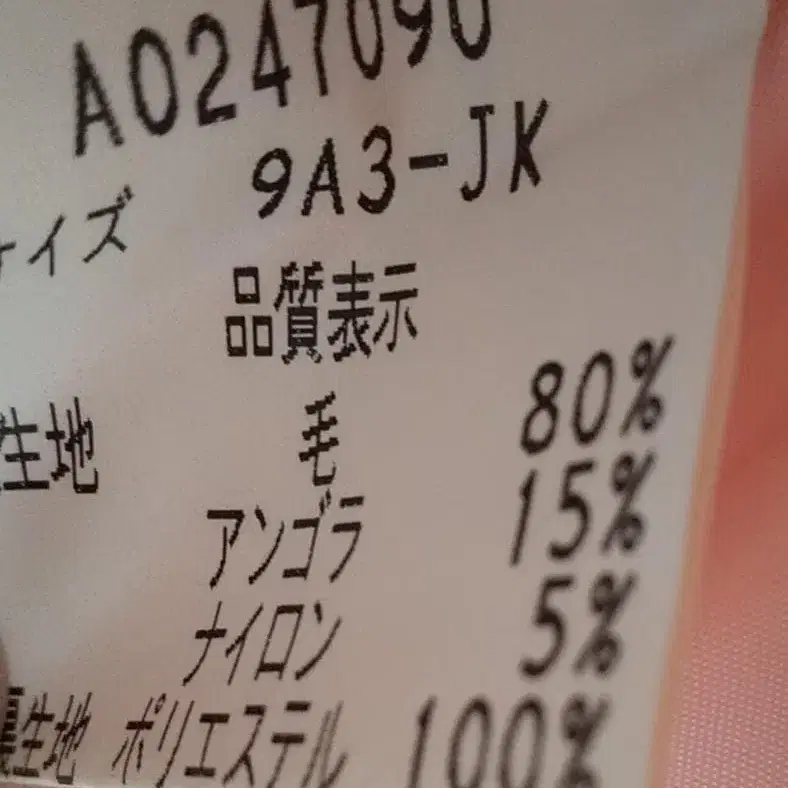 A0247090
イズ 9A3-JK
品質表示
生地 毛 80%
アンゴラ 15%
ナイロン 5%
裏生地 ポリエステル 100%